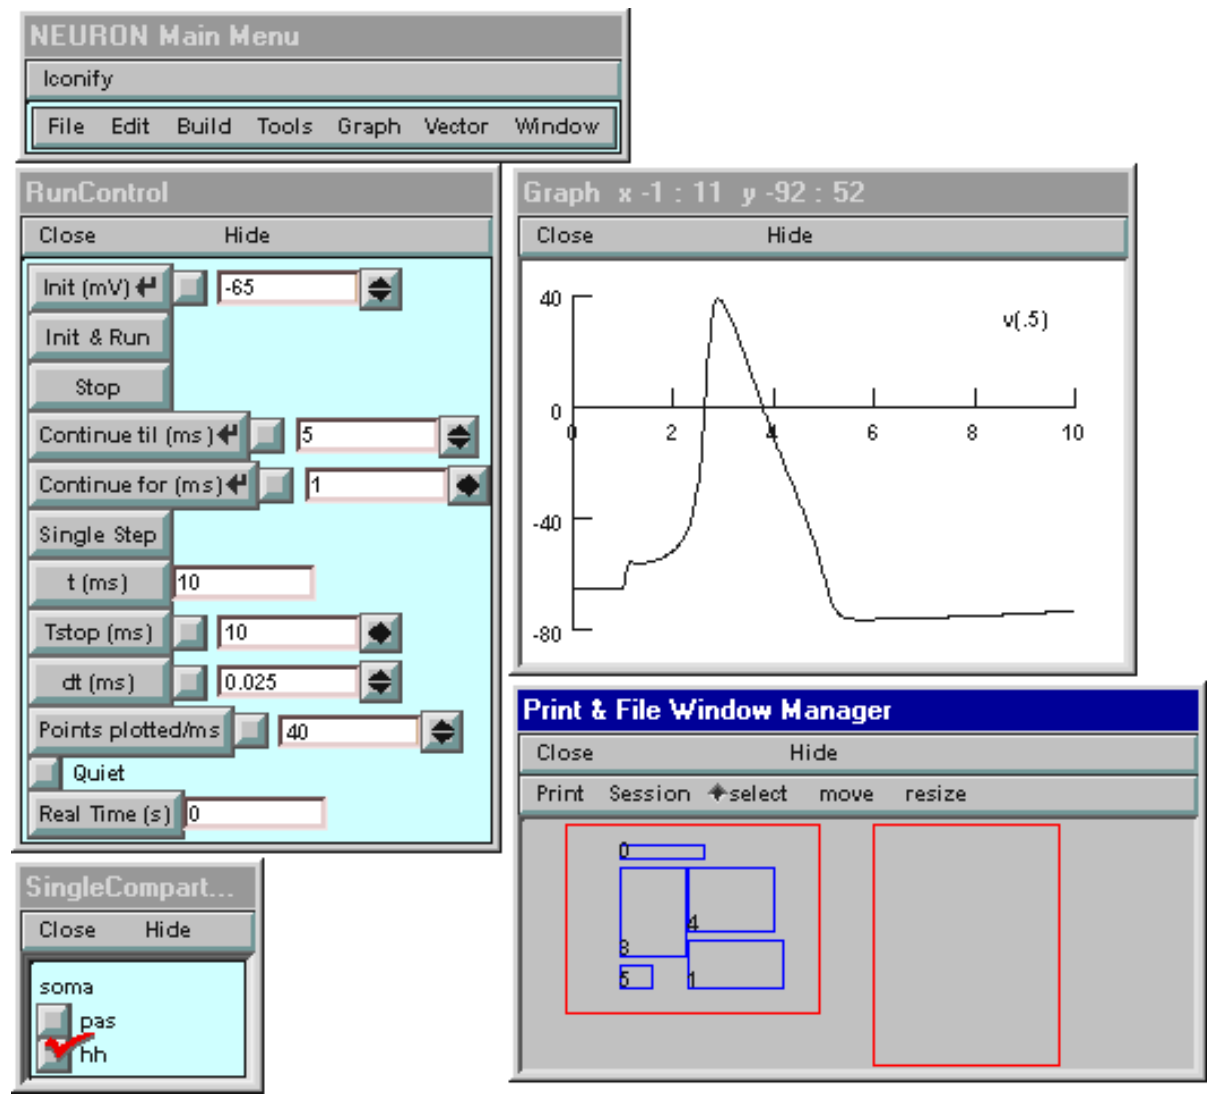 NEURON Main Menu
Iconify
File Edit Build Tools Graph Vector Window
RunControl
Close Hide
Init (mV) -65
Init & Run
Stop
Continue til (ms) 5
Continue for (ms) 1
Single Step
t (ms) 10
Tstop (ms) 10
dt (ms) 0.025
Points plotted/ms 40
Quiet
Real Time (s) 0
SingleCompart...
Close Hide
soma
pas
hh
Graph x -1 : 11 y -92 : 52
Close Hide
40
v(.5)
0
0 2 4 6 8 10
-40
-80
Print & File Window Manager
Close Hide
Print Session select move resize
0
4
3
5 1